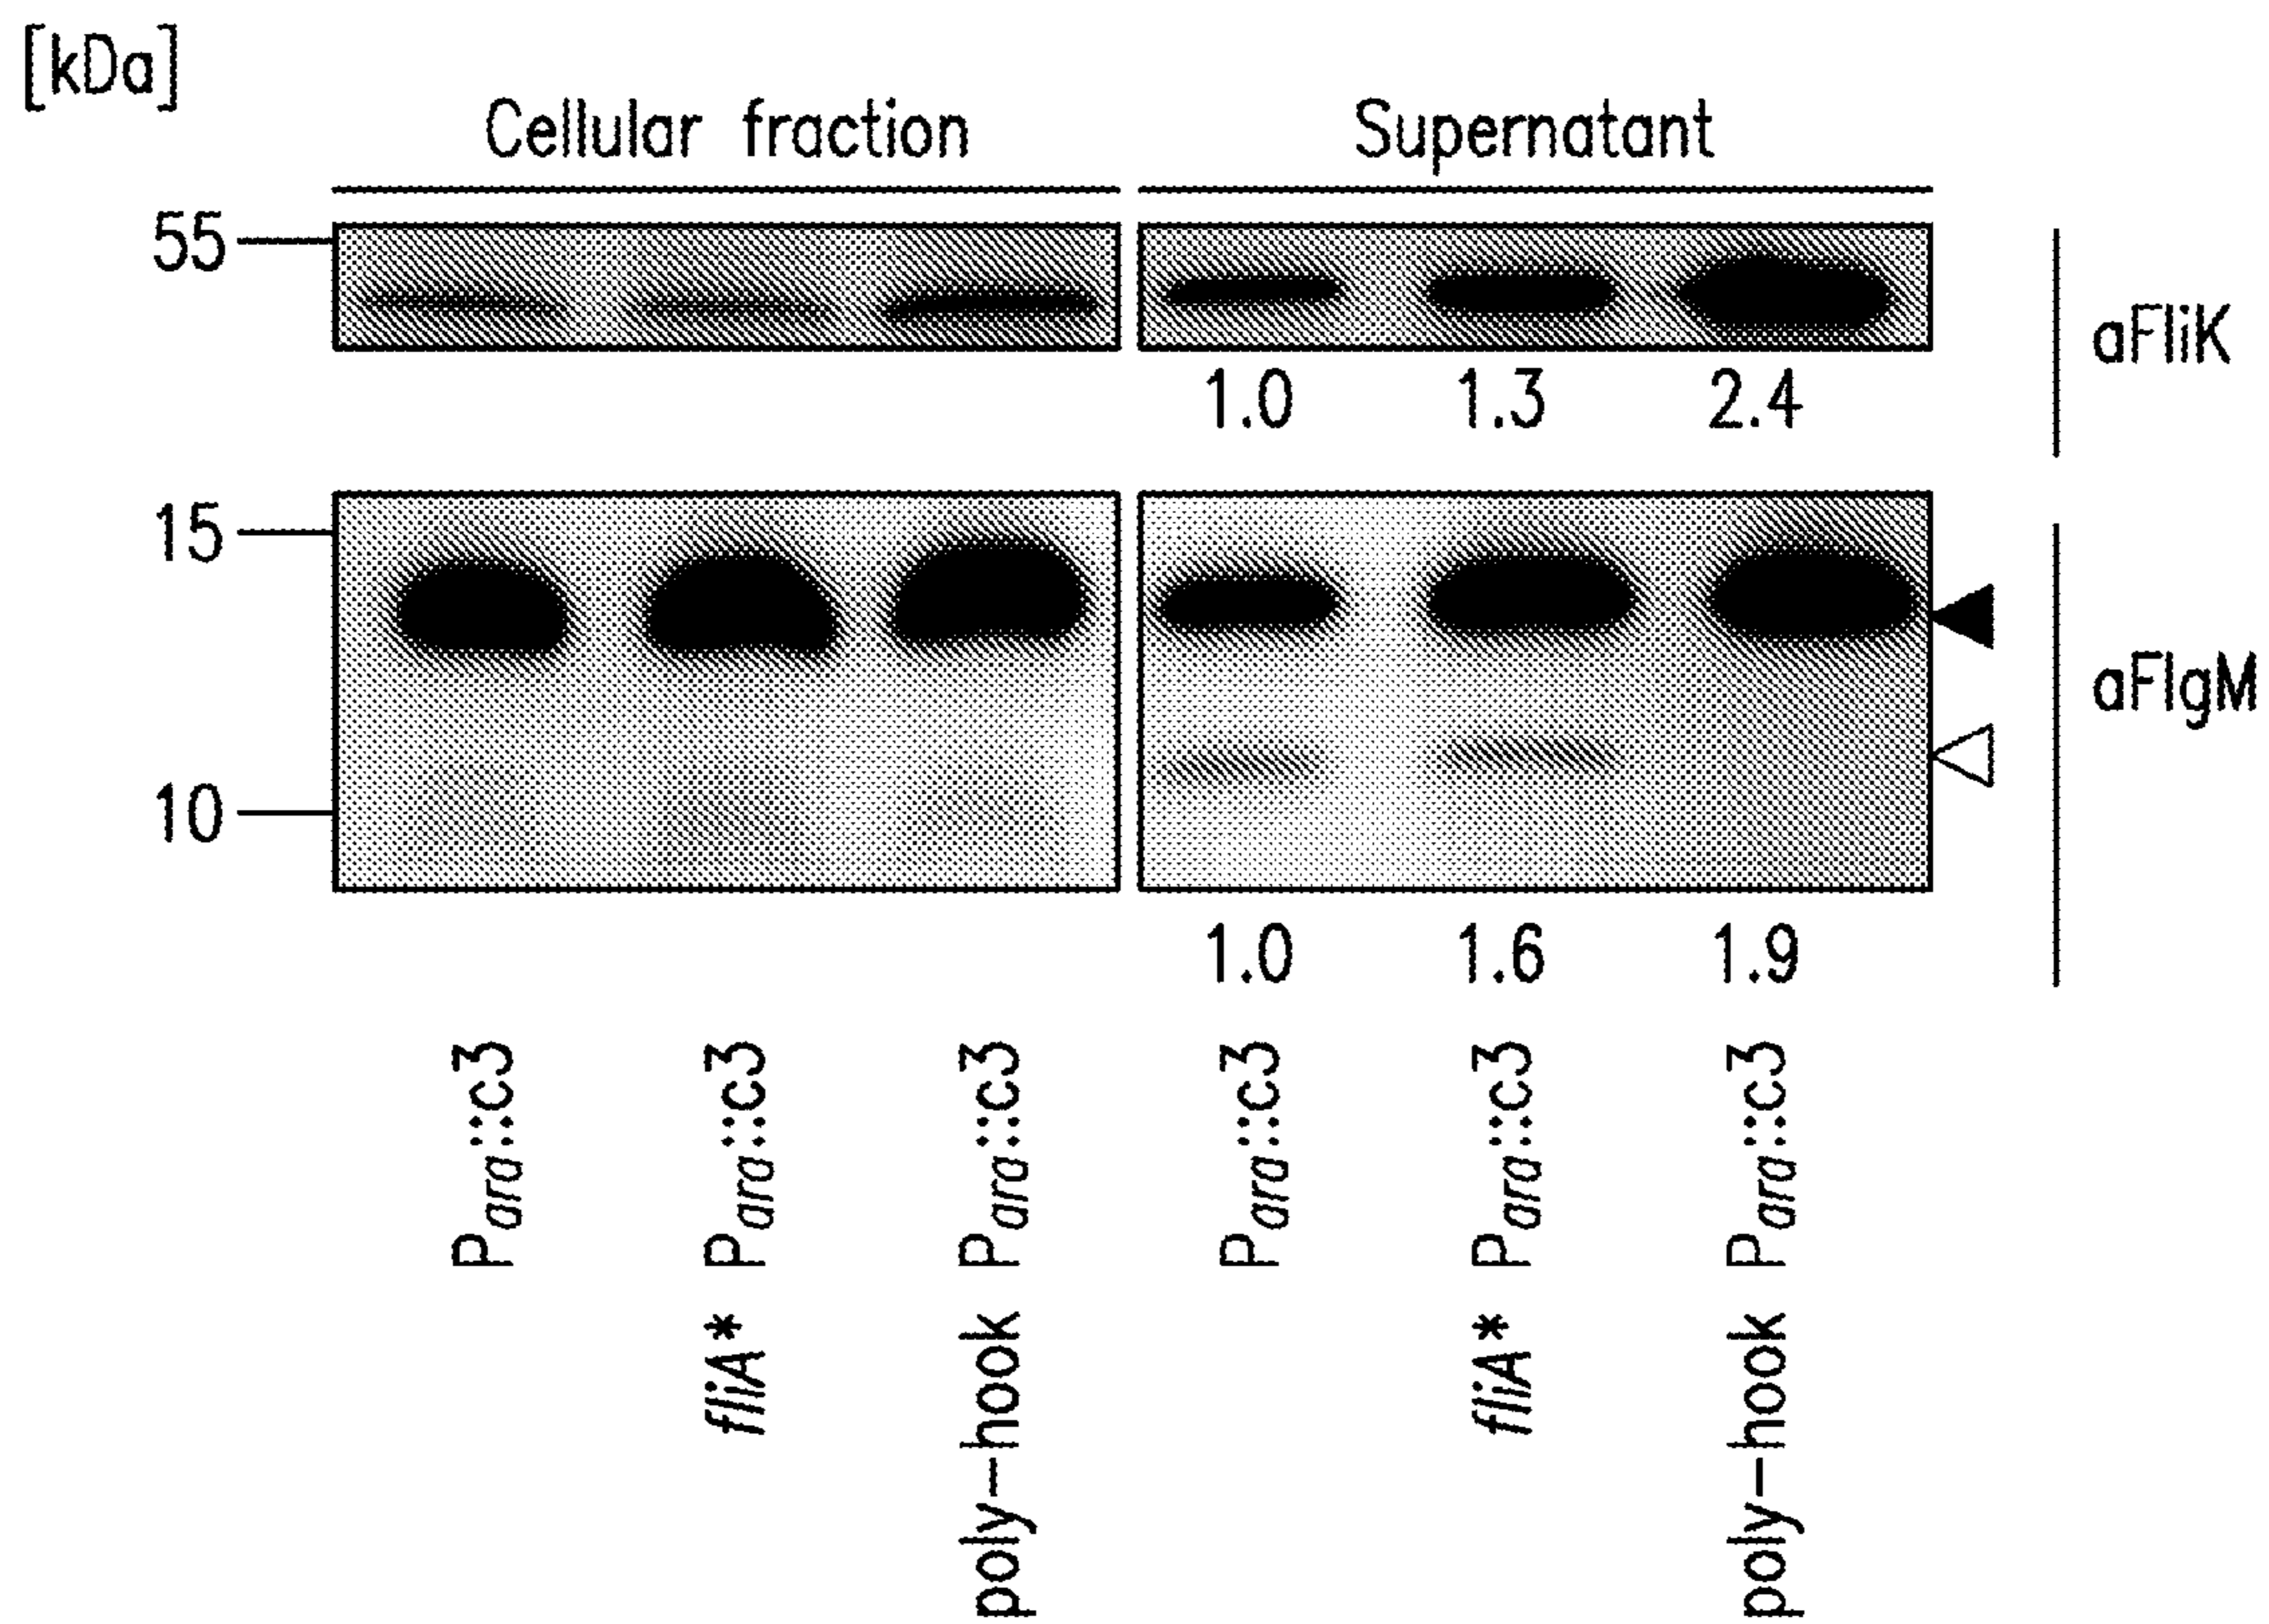 [kDa]
Cellular fraction
Supernatant
55
aFliK
1.0 1.3 2.4
15
10
aFlgM
1.0 1.6 1.9
Para::c3
fliA* Para::c3
poly-hook Para::c3
Para::c3
fliA* Para::c3
poly-hook Para::c3